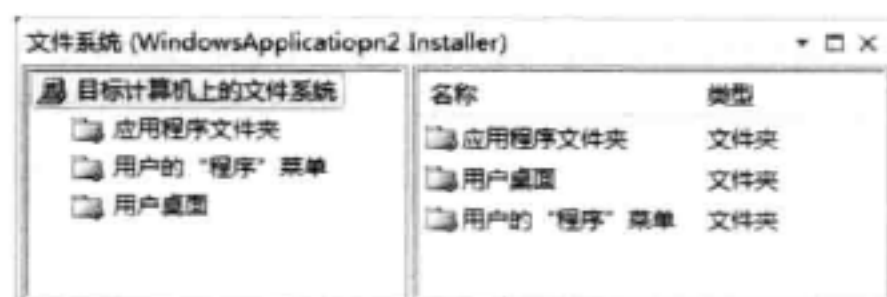 文件系统 (WindowsApplicatiopn2 Installer)
目标计算机上的文件系统
应用程序文件夹
用户的“程序”菜单
用户桌面
名称 类型
应用程序文件夹 文件夹
用户桌面 文件夹
用户的“程序”菜单 文件夹